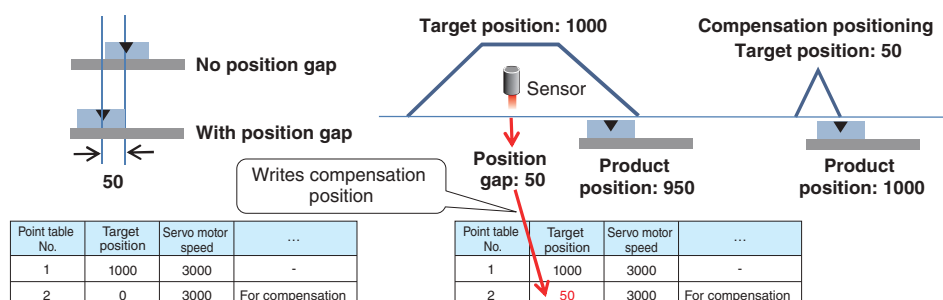 Target position: 1000
Compensation positioning
Target position: 50
No position gap
Sensor
With position gap
50
Position
gap: 50
Product
position: 950
Product
position: 1000
Writes compensation
position
Point table
No.
Target
position
Servo motor
speed
...
1
1000
3000
-
2
0
3000
For compensation
Point table
No.
Target
position
Servo motor
speed
...
1
1000
3000
-
2
50
3000
For compensation